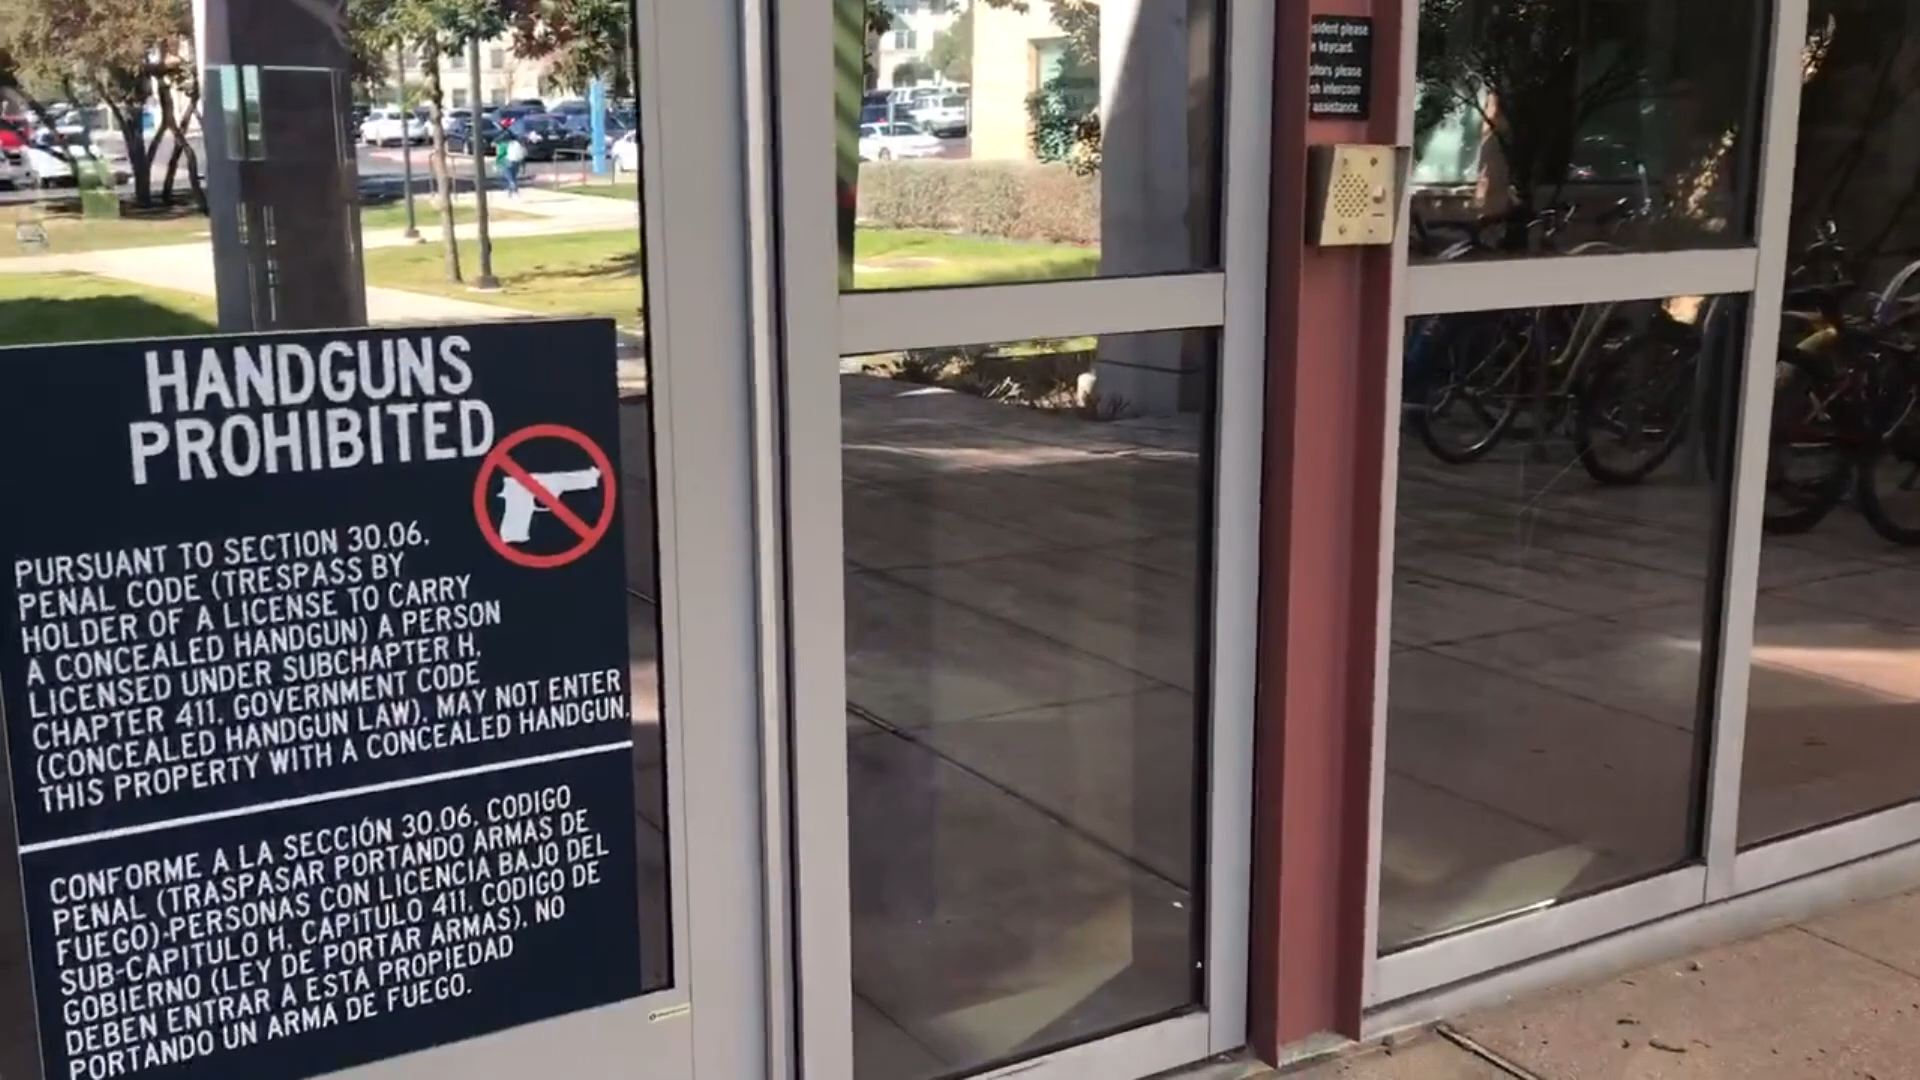 HANDGUNS
PROHIBITED
PURSUANT TO SECTION 30.06,
PENAL CODE (TRESPASS BY
HOLDER OF A LICENSE TO CARRY
A CONCEALED HANDGUN) A PERSON
LICENSED UNDER SUBCHAPTER H,
CHAPTER 411, GOVERNMENT CODE
(CONCEALED HANDGUN LAW), MAY NOT ENTER
THIS PROPERTY WITH A CONCEALED HANDGUN.
CONFORME A LA SECCIÓN 30.06, CODIGO
PENAL (TRASPASAR PORTANDO ARMAS DE
FUEGO)-PERSONAS CON LICENCIA BAJO DEL
SUB-CAPITULO H, CAPiTULO 411, CODIGO DE
GOBIERNO (LEY DE PORTAR ARMAS), NO
DEBEN ENTRAR A ESTA PROPIEDAD
PORTANDO UN ARMA DE FUEGO.
please
keycard.
please
intercom
assistance.